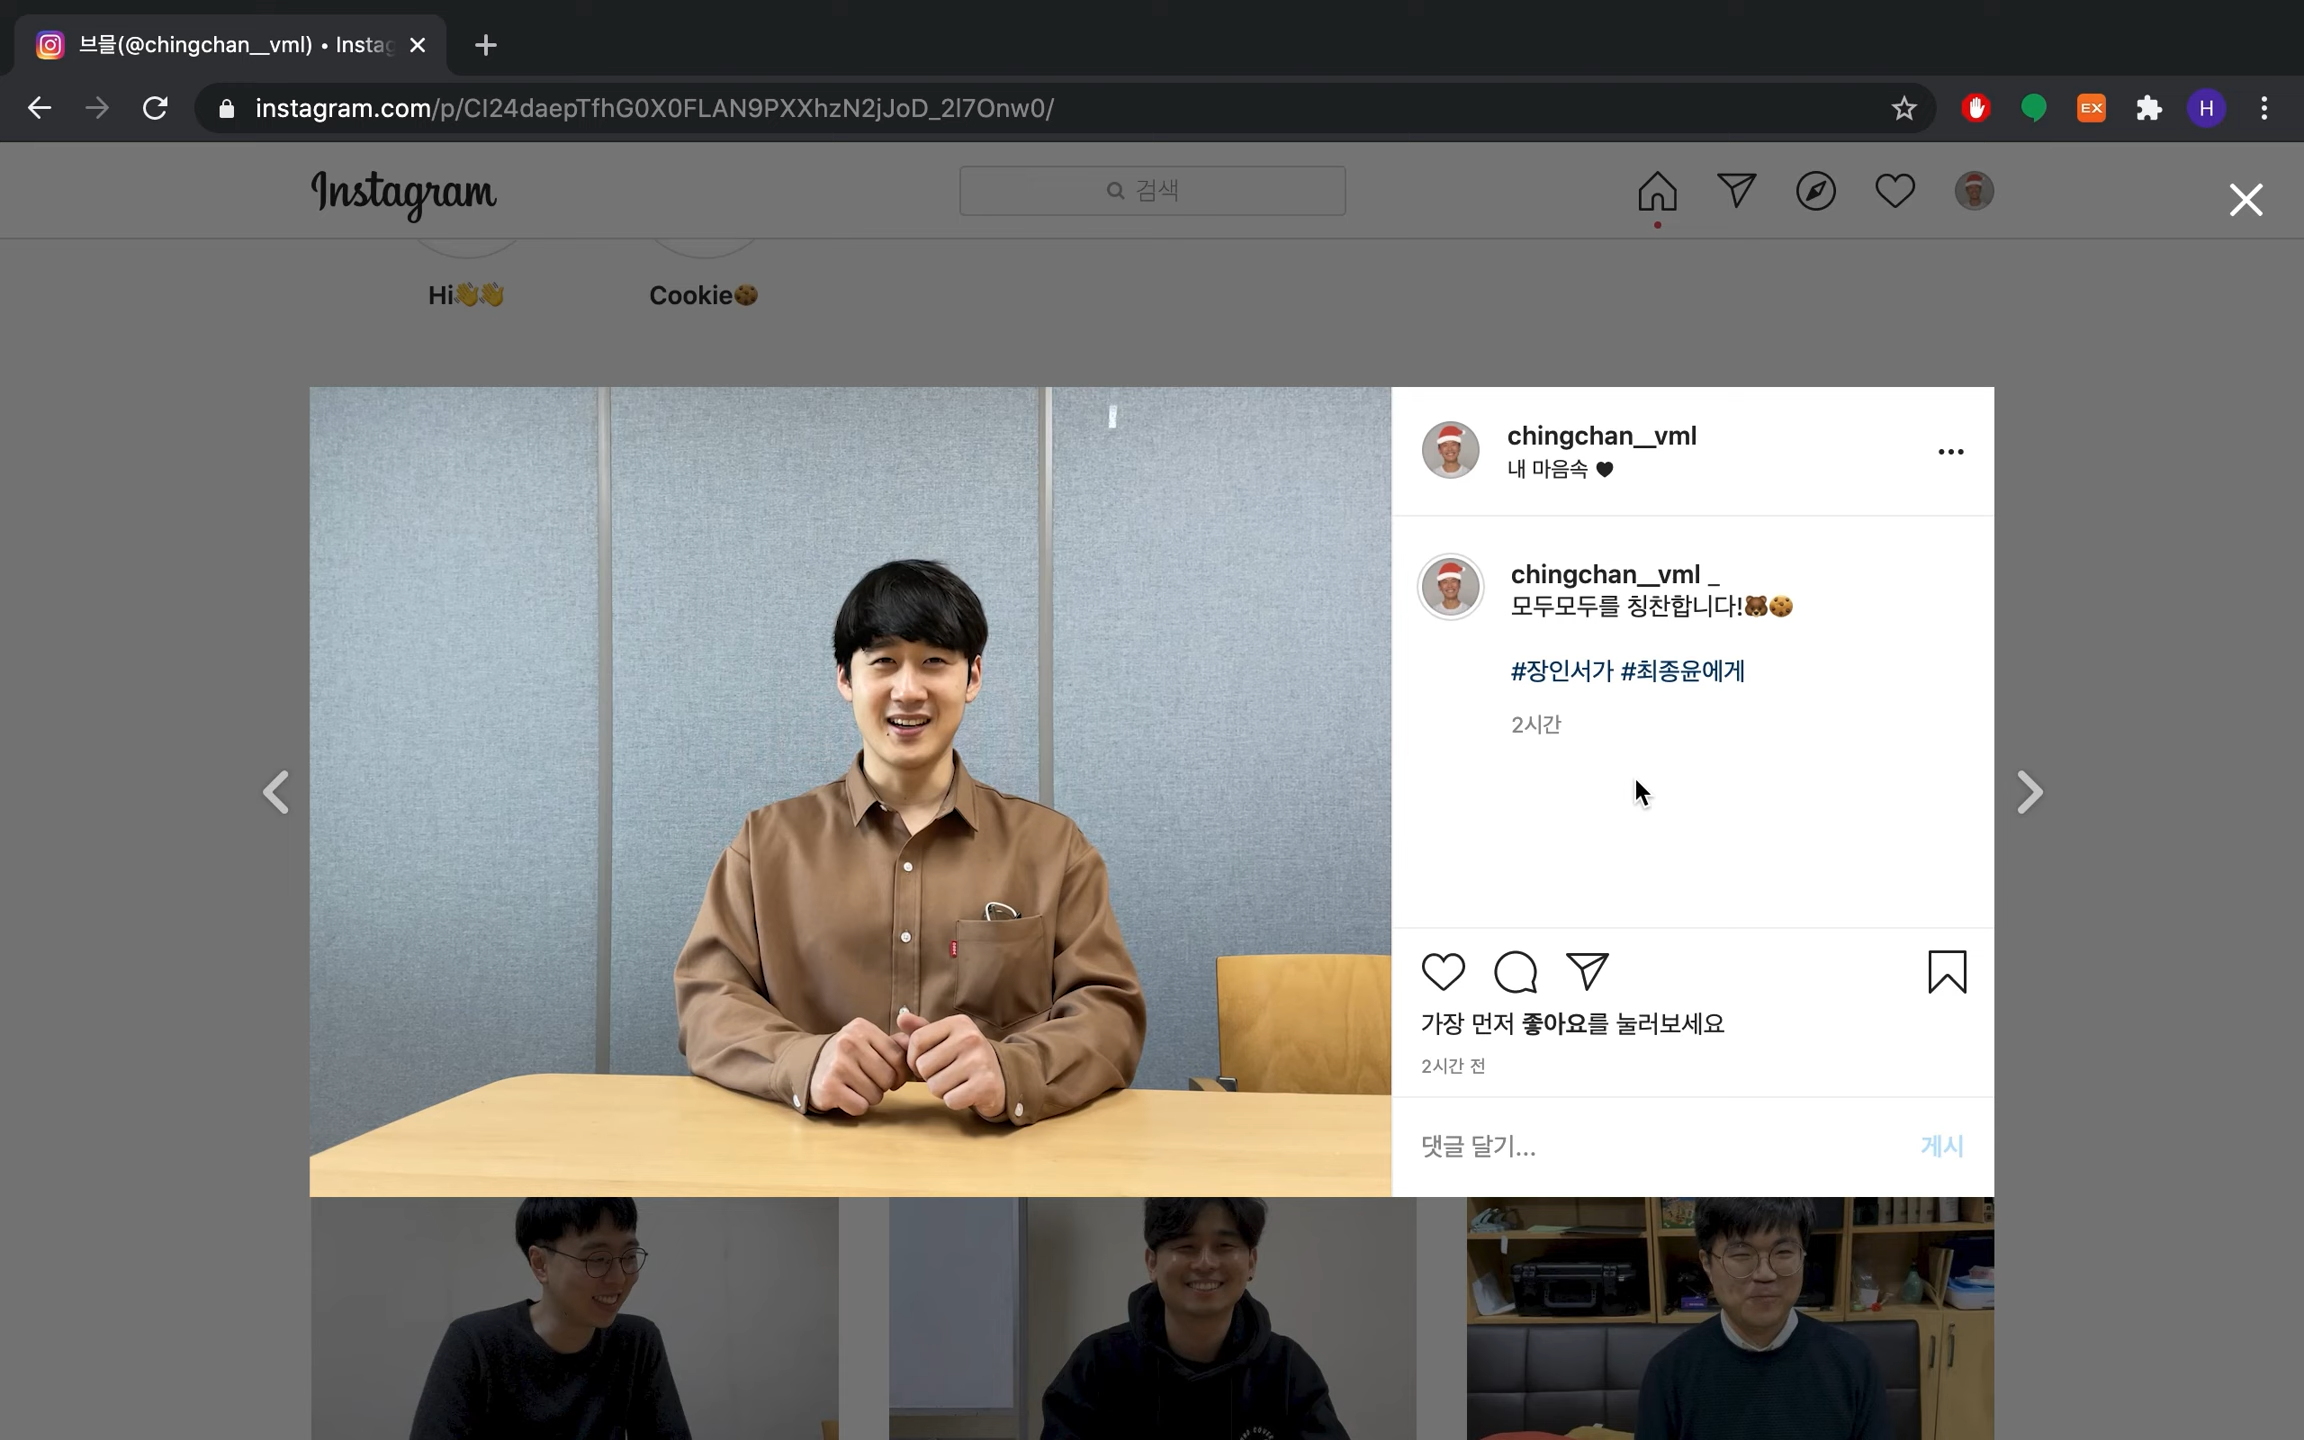 브믈(@chingchan__vml) • Instag
instagram.com/p/CI24daepTfhG0X0FLAN9PXXhzN2jJoD_2l7Onw0/
EX
H
Instagram
검색
Hi👋👋
Cookie🍪
chingchan__vml
내 마음속 🖤
chingchan__vml _
모두모두를 칭찬합니다!🐻🍪
#장인서가 #최종윤에게
2시간
가장 먼저 좋아요를 눌러보세요
2시간 전
댓글 달기...
게시